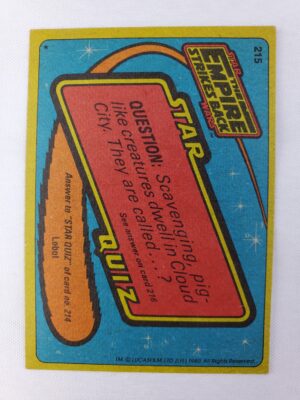 215
STAR
THE
EMPIRE
STRIKES BACK
WARS
STAR
QUESTION: Scavenging, pig-
like creatures dwell in Cloud
City. They are called . . . ?
See answer on card 216
QUIZ
Answer to "STAR QUIZ" of card no. 214
Lobot
TM: © LUCASFILM, LTD. (LFL) 1980. All Rights Reserved.
*